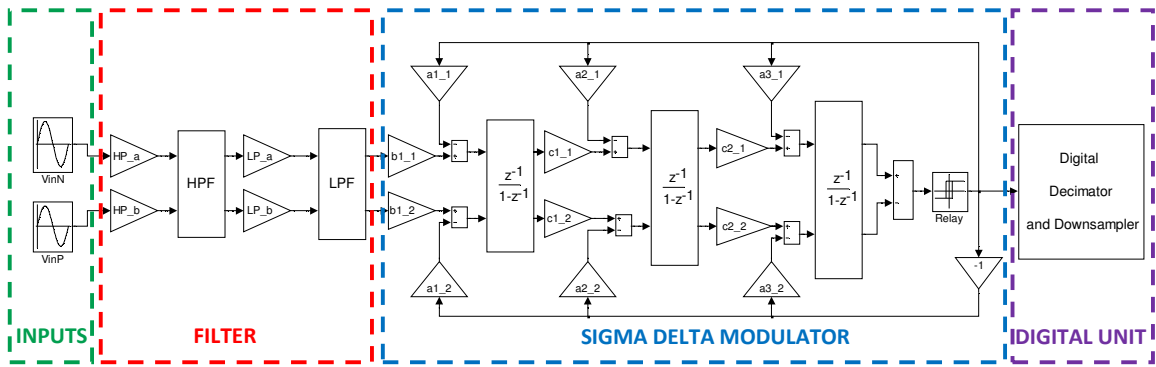 a1_1
a2_1
a3_1
VinN
HP_a
LP_a
b1_1
c1_1
c2_1
HPF
LPF
z-1
1-z-1
z-1
1-z-1
z-1
1-z-1
HP_b
LP_b
b1_2
c1_2
c2_2
VinP
Relay
Digital
Decimator
and Downsampler
-1
a1_2
a2_2
a3_2
INPUTS
FILTER
SIGMA DELTA MODULATOR
DIGITAL UNIT